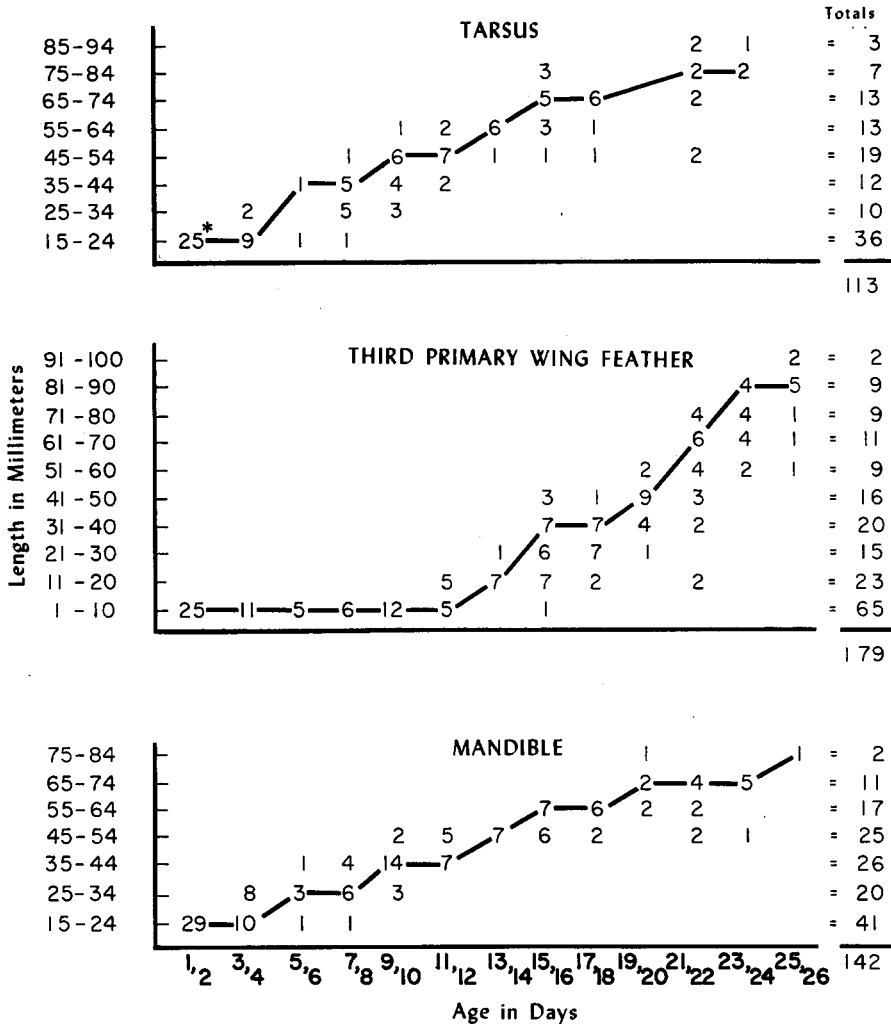 Totals
TARSUS
85-94 2 1 = 3
75-84 3 2 2 = 7
65-74 5 6 2 = 13
55-64 1 2 6 3 1 = 13
45-54 1 6 7 1 1 1 2 = 19
35-44 1 5 4 2 = 12
25-34 2 5 3 = 10
15-24 25* 9 1 1 = 36
113
Length in Millimeters
THIRD PRIMARY WING FEATHER
91-100 2 = 2
81-90 4 5 = 9
71-80 4 4 1 = 9
61-70 6 4 1 = 11
51-60 2 4 2 1 = 9
41-50 3 1 9 3 = 16
31-40 7 7 4 2 = 20
21-30 1 6 7 1 = 15
11-20 5 7 7 2 2 = 23
1-10 25 11 5 6 12 5 1 = 65
179
MANDIBLE
75-84 1 1 = 2
65-74 2 4 5 = 11
55-64 7 6 2 2 = 17
45-54 2 5 7 6 2 2 1 = 25
35-44 1 4 14 7 = 26
25-34 8 3 6 3 = 20
15-24 29 10 1 1 = 41
142
1,2 3,4 5,6 7,8 9,10 11,12 13,14 15,16 17,18 19,20 21,22 23,24 25,26
Age in Days